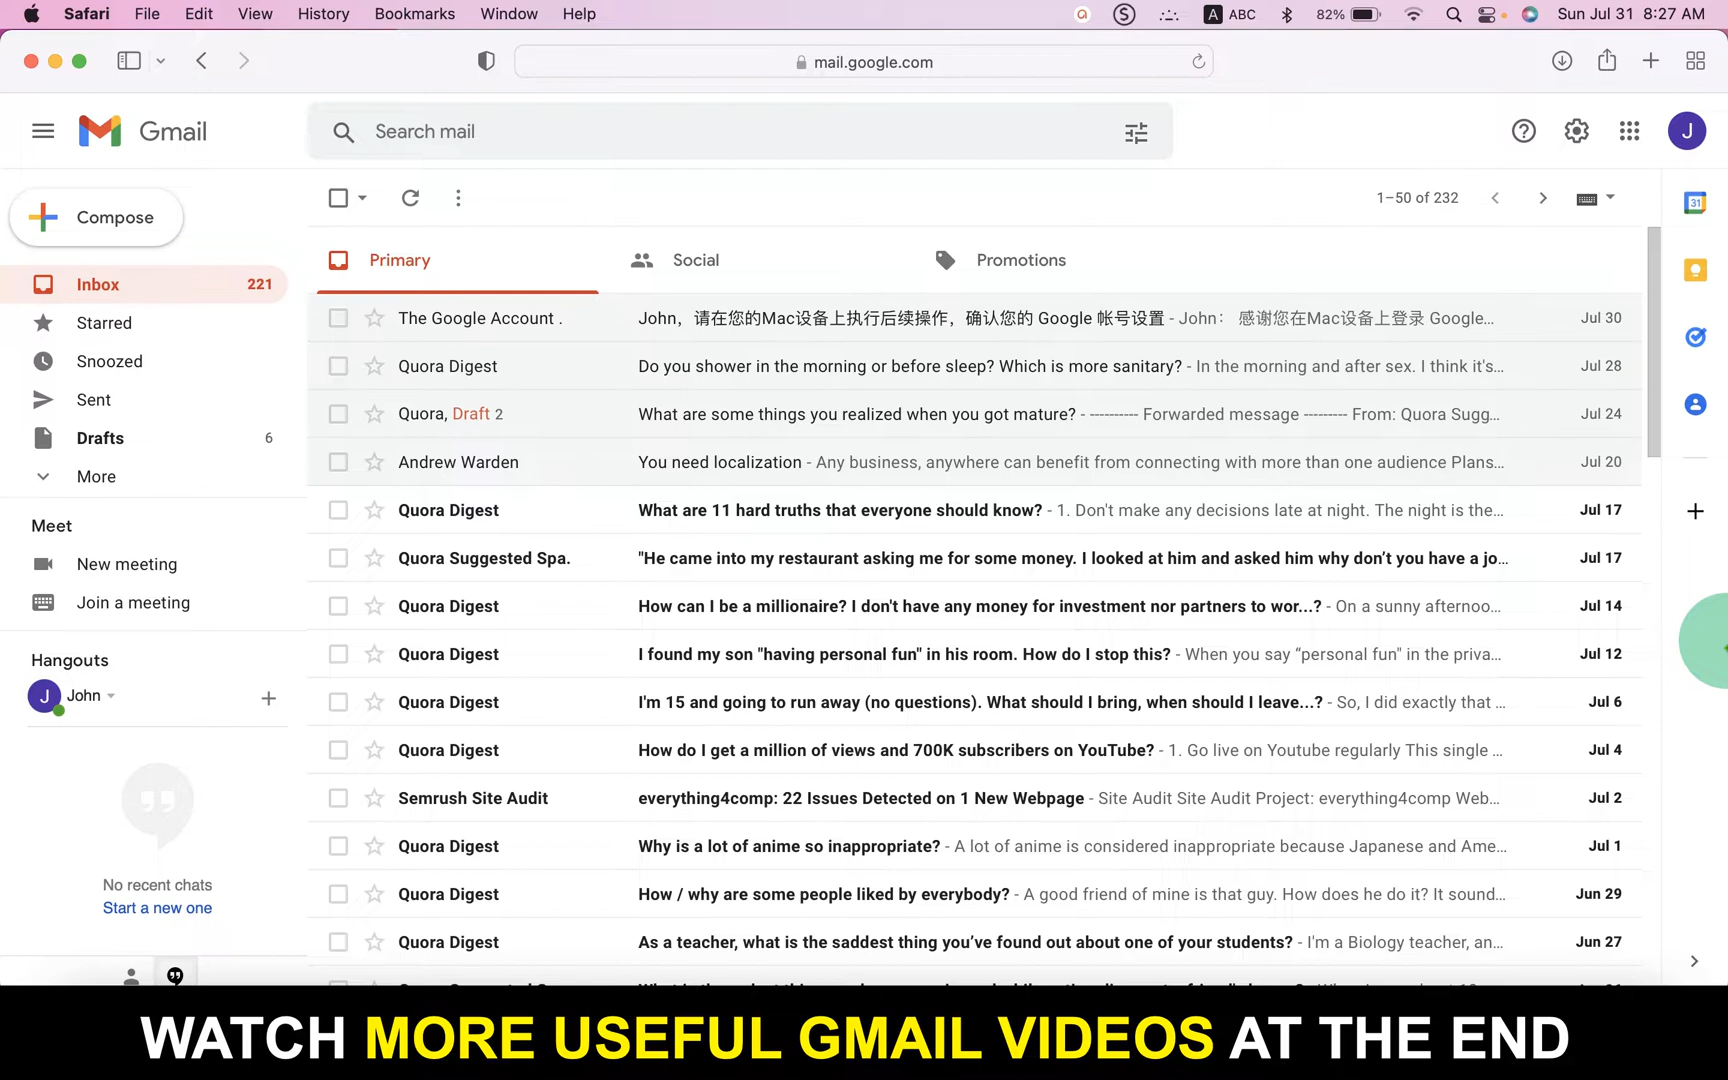 Safari File Edit View History Bookmarks Window Help A ABC 82% Sun Jul 31 8:27 AM
mail.google.com
Gmail Search mail J
Compose 1–50 of 232
31
Primary Social Promotions
Inbox 221
Starred
Snoozed
Sent
Drafts 6
More
The Google Account . John，请在您的Mac设备上执行后续操作，确认您的 Google 帐号设置 - John： 感谢您在Mac设备上登录 Google... Jul 30
Quora Digest Do you shower in the morning or before sleep? Which is more sanitary? - In the morning and after sex. I think it's... Jul 28
Quora, Draft 2 What are some things you realized when you got mature? - ---------- Forwarded message --------- From: Quora Sugg... Jul 24
Andrew Warden You need localization - Any business, anywhere can benefit from connecting with more than one audience Plans... Jul 20
Quora Digest What are 11 hard truths that everyone should know? - 1. Don't make any decisions late at night. The night is the... Jul 17
Quora Suggested Spa. "He came into my restaurant asking me for some money. I looked at him and asked him why don’t you have a jo... Jul 17
Quora Digest How can I be a millionaire? I don't have any money for investment nor partners to wor...? - On a sunny afternoo... Jul 14
Quora Digest I found my son "having personal fun" in his room. How do I stop this? - When you say “personal fun" in the priva... Jul 12
Quora Digest I'm 15 and going to run away (no questions). What should I bring, when should I leave...? - So, I did exactly that ... Jul 6
Quora Digest How do I get a million of views and 700K subscribers on YouTube? - 1. Go live on Youtube regularly This single ... Jul 4
Semrush Site Audit everything4comp: 22 Issues Detected on 1 New Webpage - Site Audit Site Audit Project: everything4comp Web... Jul 2
Quora Digest Why is a lot of anime so inappropriate? - A lot of anime is considered inappropriate because Japanese and Ame... Jul 1
Quora Digest How / why are some people liked by everybody? - A good friend of mine is that guy. How does he do it? It sound... Jun 29
Quora Digest As a teacher, what is the saddest thing you’ve found out about one of your students? - I'm a Biology teacher, an... Jun 27
Meet
New meeting
Join a meeting
Hangouts
J John
No recent chats
Start a new one
WATCH MORE USEFUL GMAIL VIDEOS AT THE END